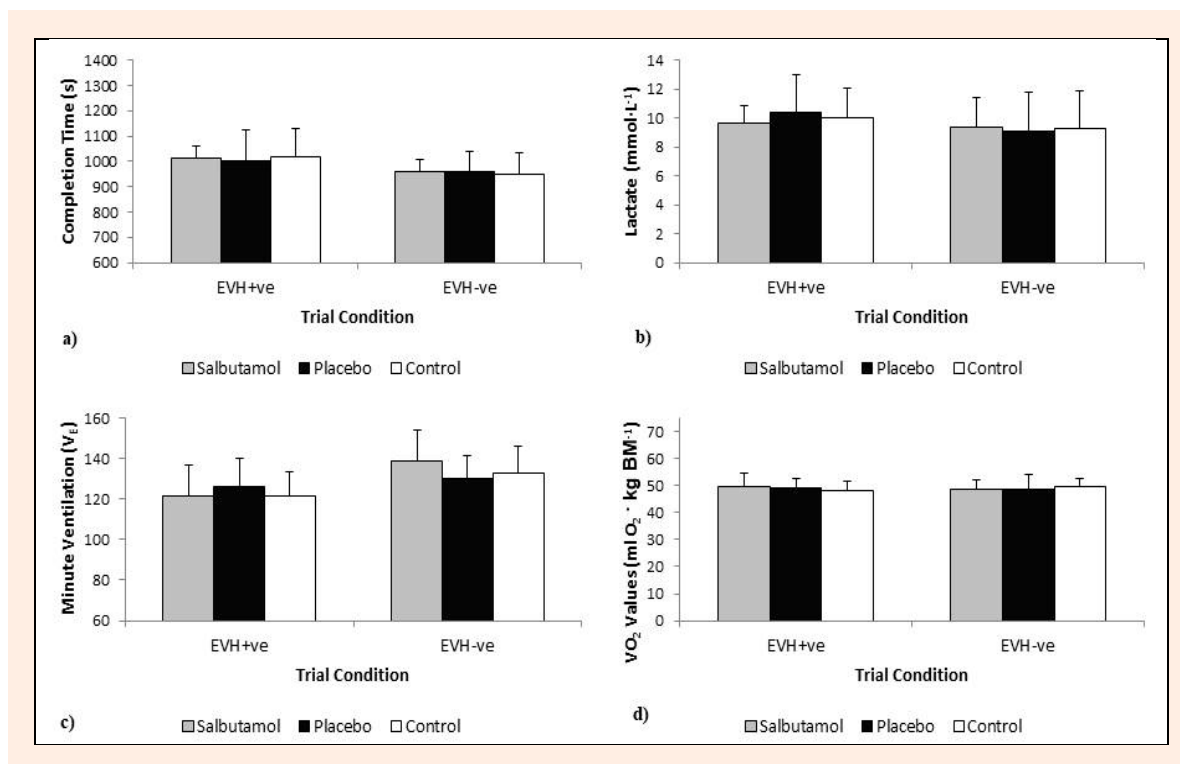 Completion Time (s)
1400
1300
1200
1100
1000
900
800
700
600
EVH+ve EVH-ve
Trial Condition
a)
Salbutamol Placebo Control
Lactate (mmol·L⁻¹)
14
12
10
8
6
4
2
0
EVH+ve EVH-ve
Trial Condition
b)
Salbutamol Placebo Control
Minute Ventilation (VE)
160
140
120
100
80
60
EVH+ve EVH-ve
Trial Condition
c)
Salbutamol Placebo Control
VO₂ Values (ml O₂ · kg BM⁻¹)
70
60
50
40
30
20
10
0
EVH+ve EVH-ve
Trial Condition
d)
Salbutamol Placebo Control